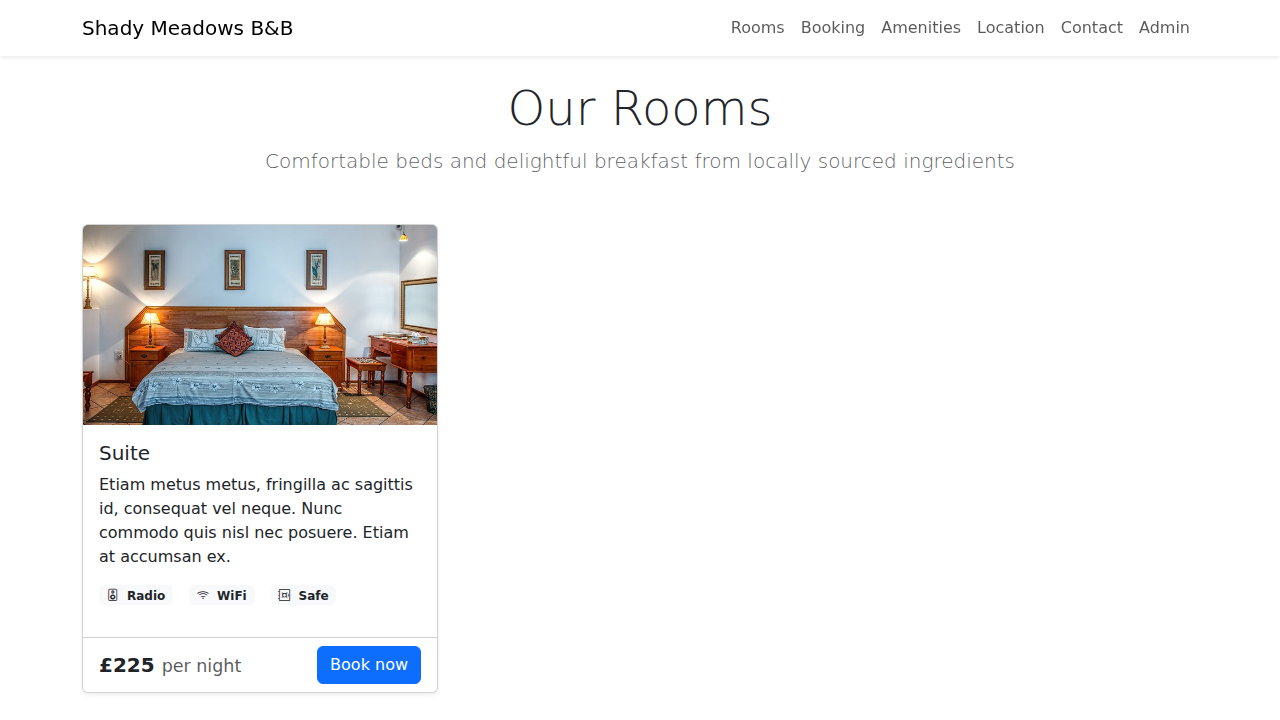 Shady Meadows B&B
Rooms Booking Amenities Location Contact Admin
Our Rooms
Comfortable beds and delightful breakfast from locally sourced ingredients
Suite
Etiam metus metus, fringilla ac sagittis
id, consequat vel neque. Nunc
commodo quis nisl nec posuere. Etiam
at accumsan ex.
Radio WiFi Safe
£225 per night
Book now